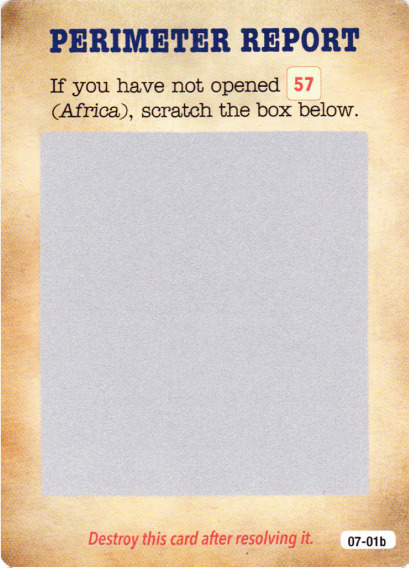 PERIMETER REPORT
If you have not opened 57
(Africa), scratch the box below.
Destroy this card after resolving it.
07-01b